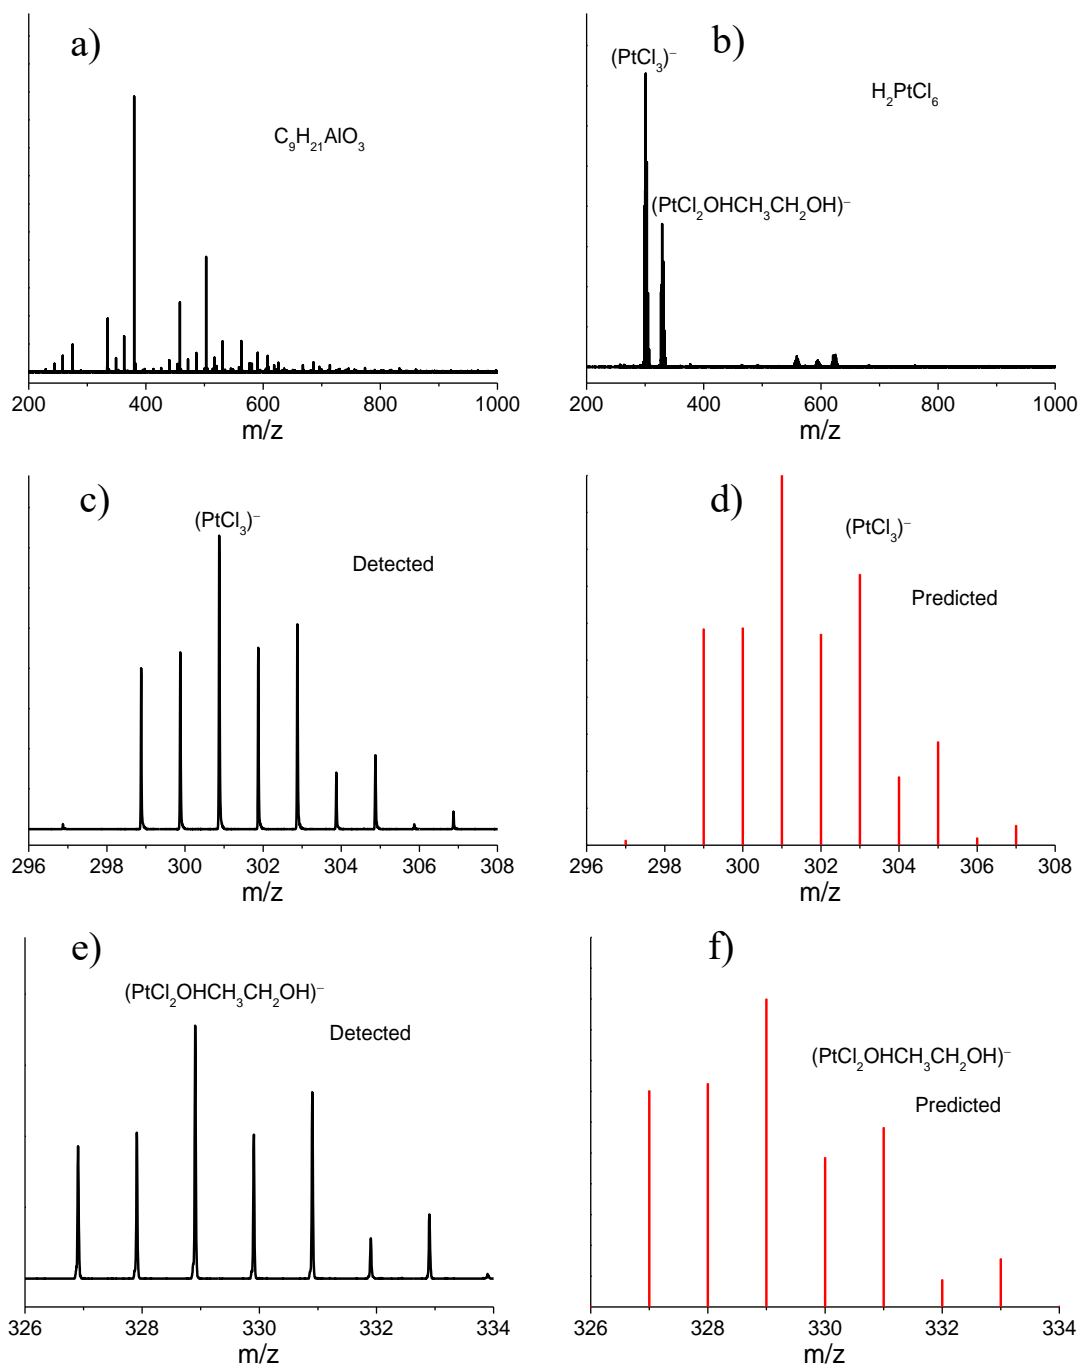 a)
C₉H₂₁AlO₃
200 400 600 800 1000
m/z
b)
(PtCl₃)⁻
H₂PtCl₆
(PtCl₂OHCH₃CH₂OH)⁻
200 400 600 800 1000
m/z
c)
(PtCl₃)⁻
Detected
296 298 300 302 304 306 308
m/z
d)
(PtCl₃)⁻
Predicted
296 298 300 302 304 306 308
m/z
e)
(PtCl₂OHCH₃CH₂OH)⁻
Detected
326 328 330 332 334
m/z
f)
(PtCl₂OHCH₃CH₂OH)⁻
Predicted
326 328 330 332 334
m/z